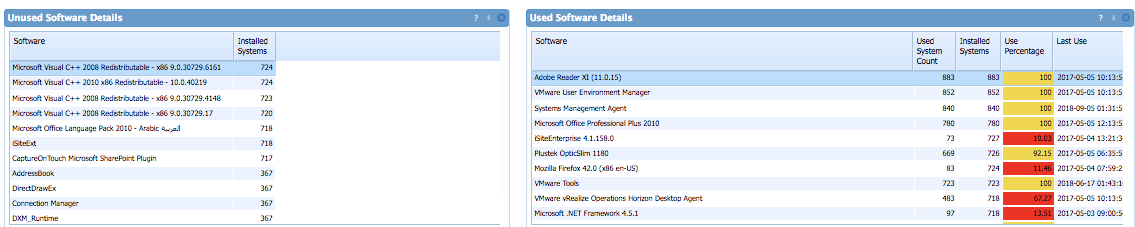 Unused Software Details
Software Installed Systems
Microsoft Visual C++ 2008 Redistributable - x86 9.0.30729.6161 724
Microsoft Visual C++ 2010 x86 Redistributable - 10.0.40219 724
Microsoft Visual C++ 2008 Redistributable - x86 9.0.30729.4148 723
Microsoft Visual C++ 2008 Redistributable - x86 9.0.30729.17 720
Microsoft Office Language Pack 2010 - Arabic العربية 718
iSiteExt 718
CaptureOnTouch Microsoft SharePoint Plugin 717
AddressBook 367
DirectDrawEx 367
Connection Manager 367
DXM_Runtime 367
Used Software Details
Software Used System Count Installed Systems Use Percentage Last Use
Adobe Reader XI (11.0.15) 883 883 100 2017-05-05 10:13:5
VMware User Environment Manager 852 852 100 2017-05-05 10:13:5
Systems Management Agent 840 840 100 2018-09-05 01:31:5
Microsoft Office Professional Plus 2010 780 780 100 2017-05-05 12:13:5
iSiteEnterprise 4.1.158.0 73 727 10.03 2017-05-04 13:21:3
Plustek OpticSlim 1180 669 726 92.15 2017-05-05 06:35:5
Mozilla Firefox 42.0 (x86 en-US) 83 724 11.46 2017-05-04 07:59:2
VMware Tools 723 723 100 2018-06-17 01:43:1
VMware vRealize Operations Horizon Desktop Agent 483 718 67.27 2017-05-05 10:13:5
Microsoft .NET Framework 4.5.1 97 718 13.51 2017-05-03 09:00:5